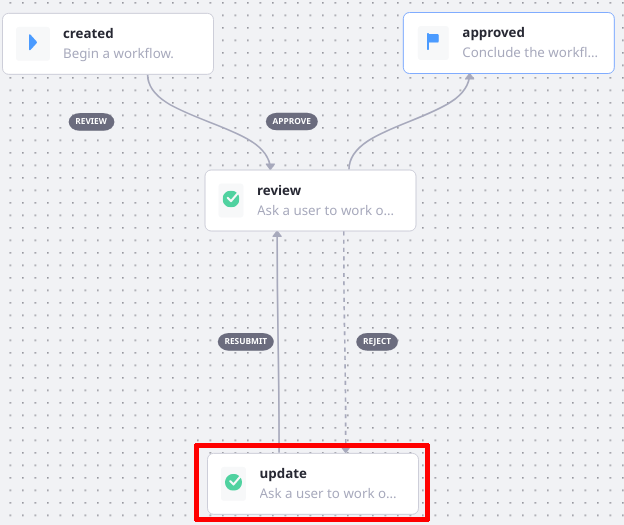 created
Begin a workflow.
approved
Conclude the workfl...
REVIEW
APPROVE
review
Ask a user to work o...
RESUBMIT
REJECT
update
Ask a user to work o...